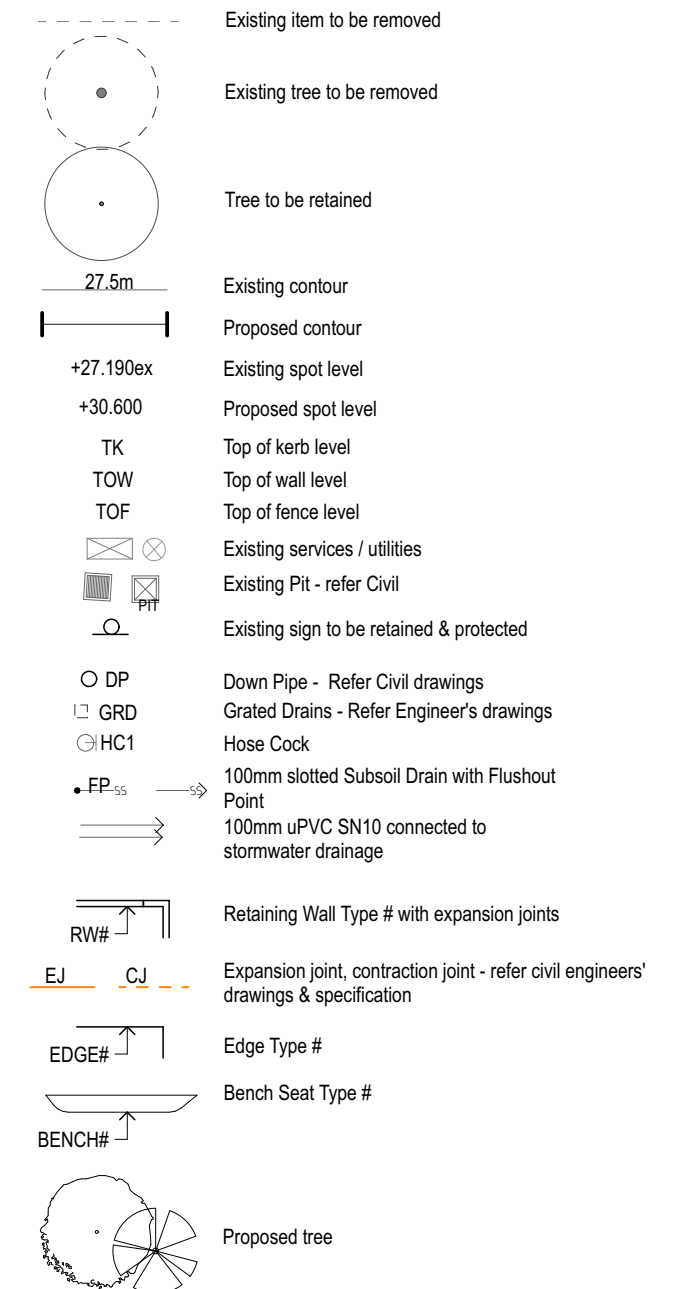 Existing item to be removed
Existing tree to be removed
Tree to be retained
27.5m Existing contour
Proposed contour
+27.190ex Existing spot level
+30.600 Proposed spot level
TK Top of kerb level
TOW Top of wall level
TOF Top of fence level
Existing services / utilities
Existing Pit - refer Civil
PIT
Existing sign to be retained & protected
DP Down Pipe - Refer Civil drawings
GRD Grated Drains - Refer Engineer's drawings
HC1 Hose Cock
FP SS SS 100mm slotted Subsoil Drain with Flushout
Point
100mm uPVC SN10 connected to
stormwater drainage
Retaining Wall Type # with expansion joints
RW#
EJ CJ Expansion joint, contraction joint - refer civil engineers'
drawings & specification
EDGE# Edge Type #
Bench Seat Type #
BENCH#
Proposed tree